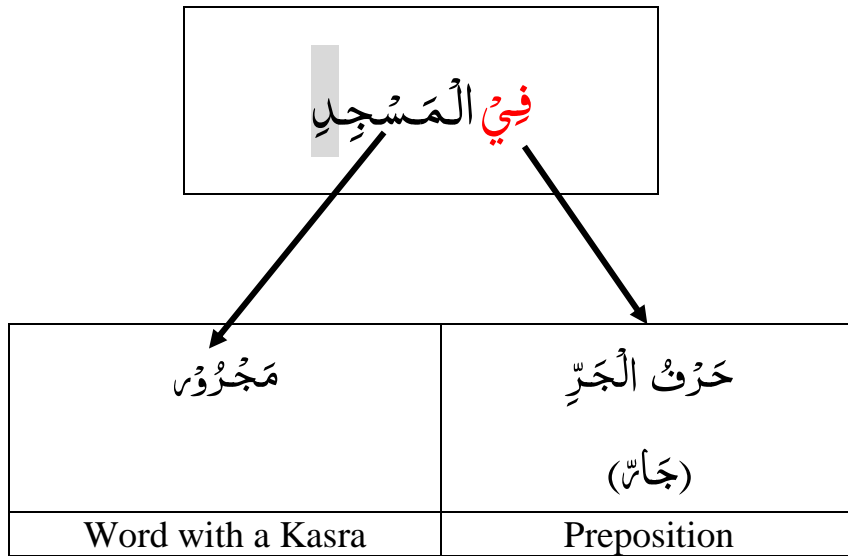 فِيْ الْمَسْجِدِ
حَرْفُ الْجَرِّ
(جَارّ)
مَجْرُوْر
Preposition
Word with a Kasra